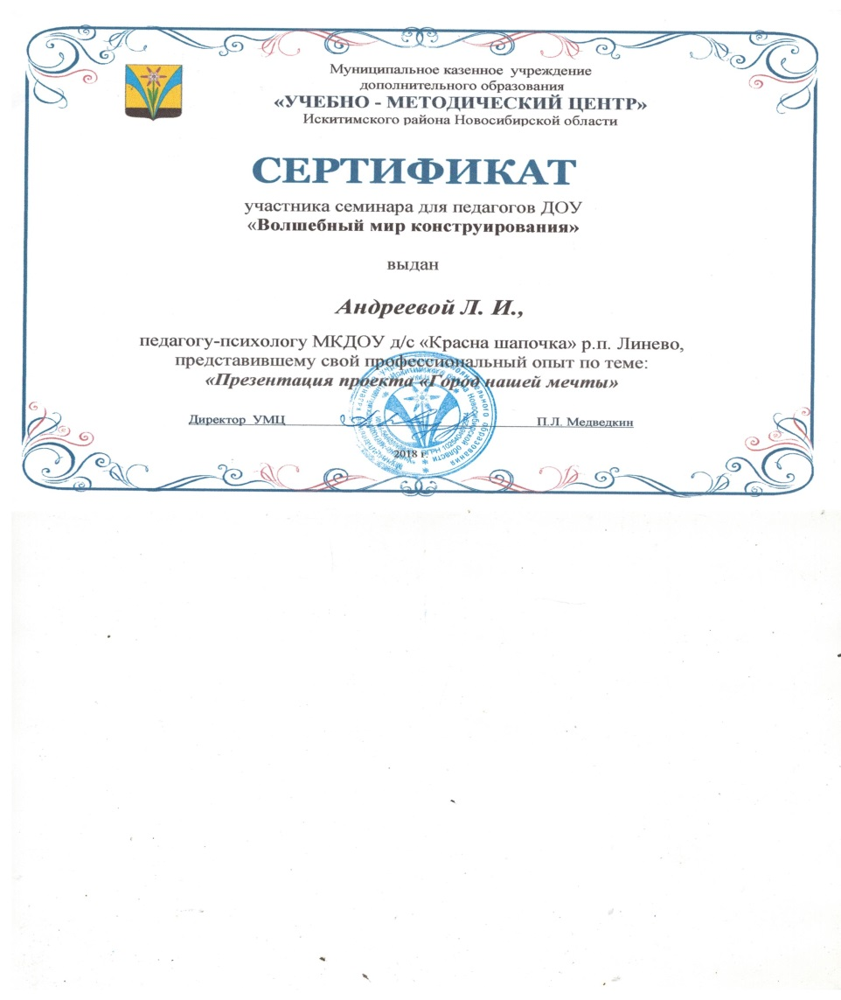 Муниципальное казенное учреждение
дополнительного образования
«УЧЕБНО - МЕТОДИЧЕСКИЙ ЦЕНТР»
Искитимского района Новосибирской области
СЕРТИФИКАТ
участника семинара для педагогов ДОУ
«Волшебный мир конструирования»
выдан
Андреевой Л. И.,
педагогу-психологу МКДОУ д/с «Красна шапочка» р.п. Линево,
представившему свой профессиональный опыт по теме:
«Презентация проекта «Город нашей мечты»
Директор УМЦ П.Л. Медведкин
2018 г.